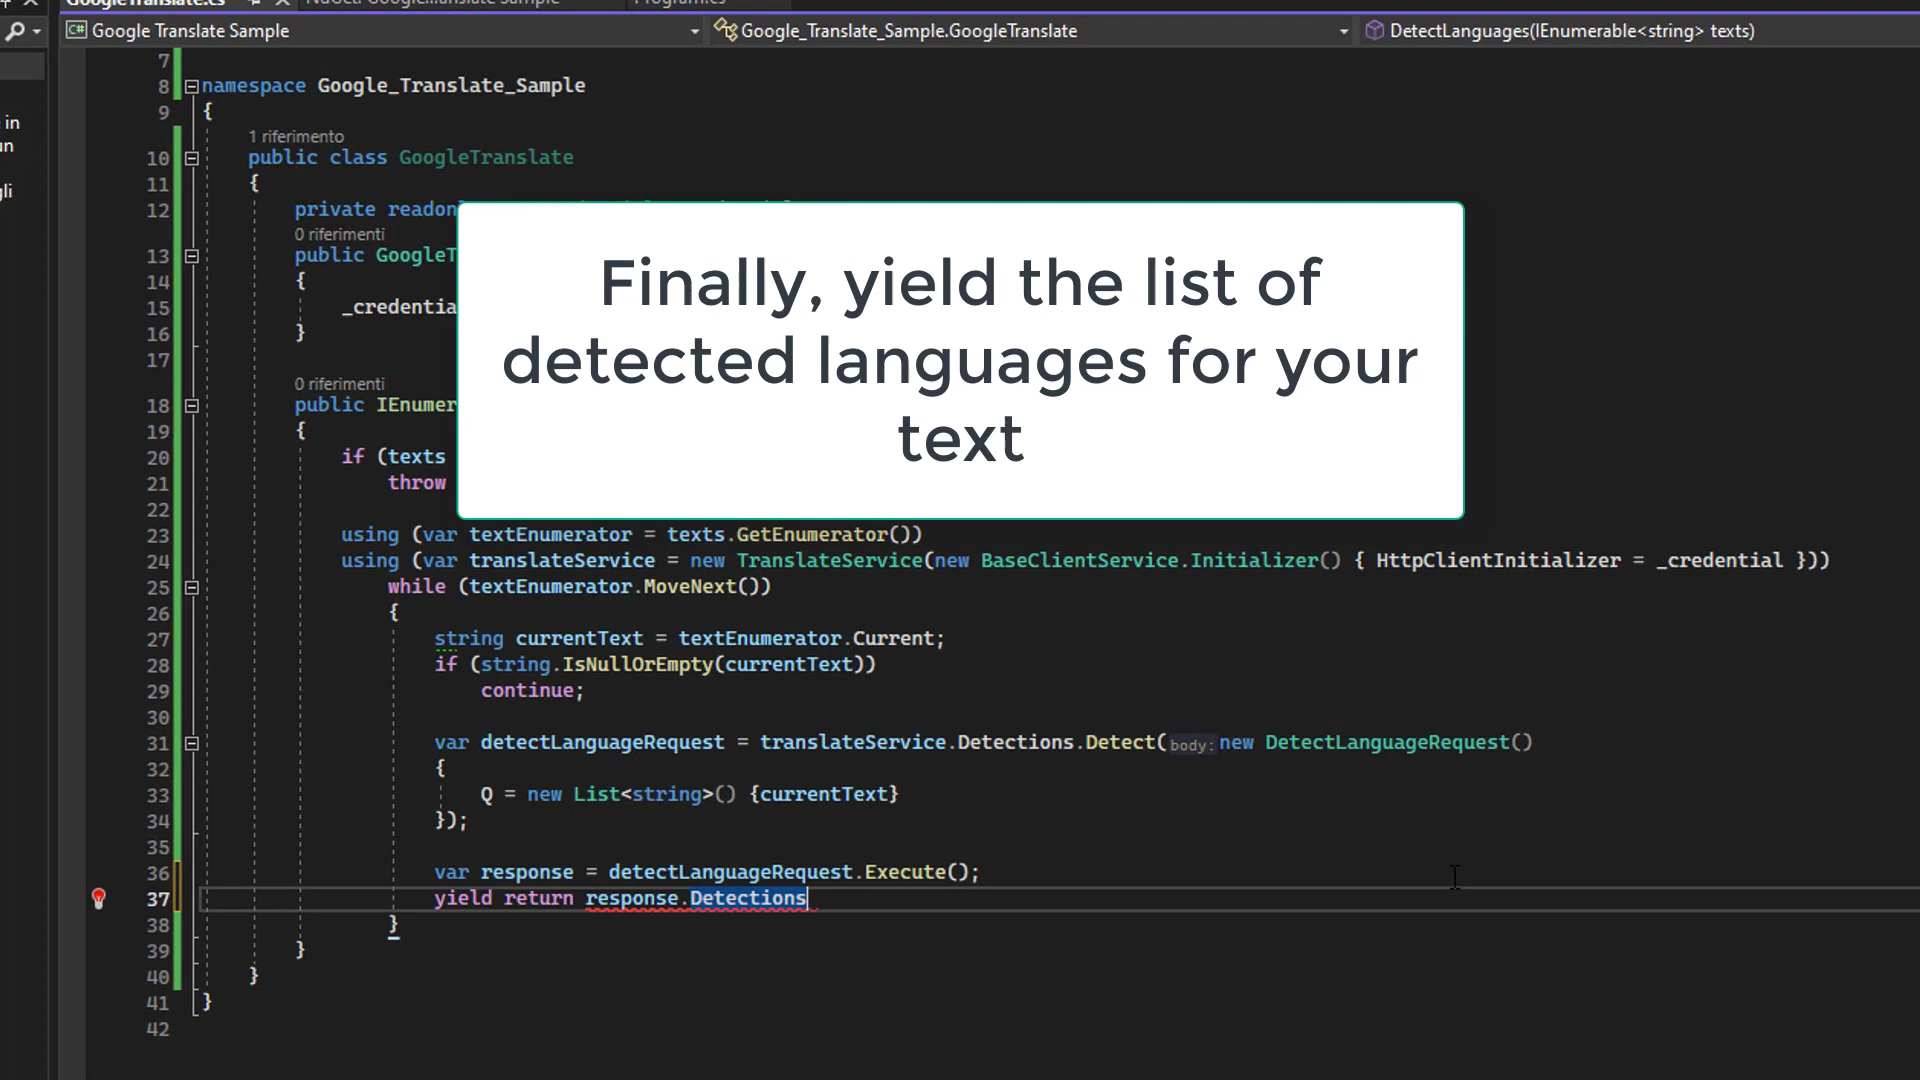 GoogleTranslate.cs
Google Translate Sample
Google_Translate_Sample.GoogleTranslate
DetectLanguages(IEnumerable<string> texts)
in
un
gli
7
8 namespace Google_Translate_Sample
9 {
1 riferimento
10 public class GoogleTranslate
11 {
12 private
0 riferimenti
13 public
14 {
15
16 }
17
0 riferimenti
18 public
19 {
20 if (texts
21 throw
22
Finally, yield the list of
detected languages for your
text
23 using (var textEnumerator = texts.GetEnumerator())
24 using (var translateService = new TranslateService(new BaseClientService.Initializer() { HttpClientInitializer = _credential }))
25 while (textEnumerator.MoveNext())
26 {
27 string currentText = textEnumerator.Current;
28 if (string.IsNullOrEmpty(currentText))
29 continue;
30
31 var detectLanguageRequest = translateService.Detections.Detect(body: new DetectLanguageRequest()
32 {
33 Q = new List<string>() {currentText}
34 });
35
36 var response = detectLanguageRequest.Execute();
37 yield return response.Detections
38 }
39 }
40 }
41 }
42